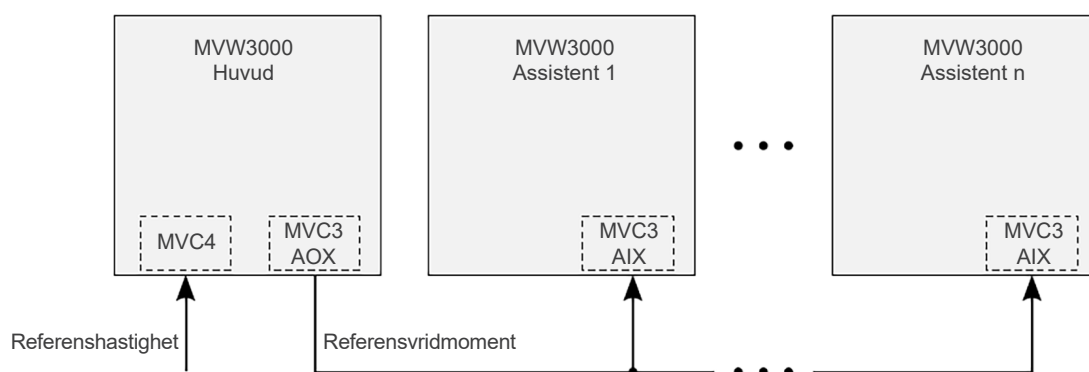 MVW3000
Huvud
MVW3000
Assistent 1
MVW3000
Assistent n
MVC4
MVC3
AOX
MVC3
AIX
MVC3
AIX
Referenshastighet
Referensvridmoment